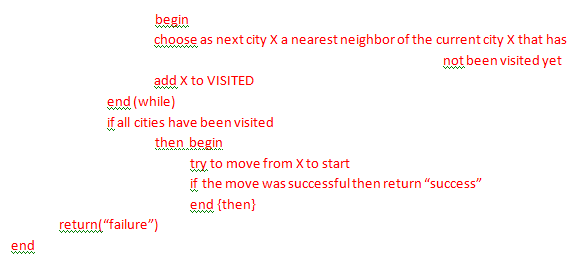 begin
choose as next city X a nearest neighbor of the current city X that has
not been visited yet
add X to VISITED
end (while)
if all cities have been visited
then begin
try to move from X to start
if the move was successful then return “success”
end {then}
return(“failure”)
end